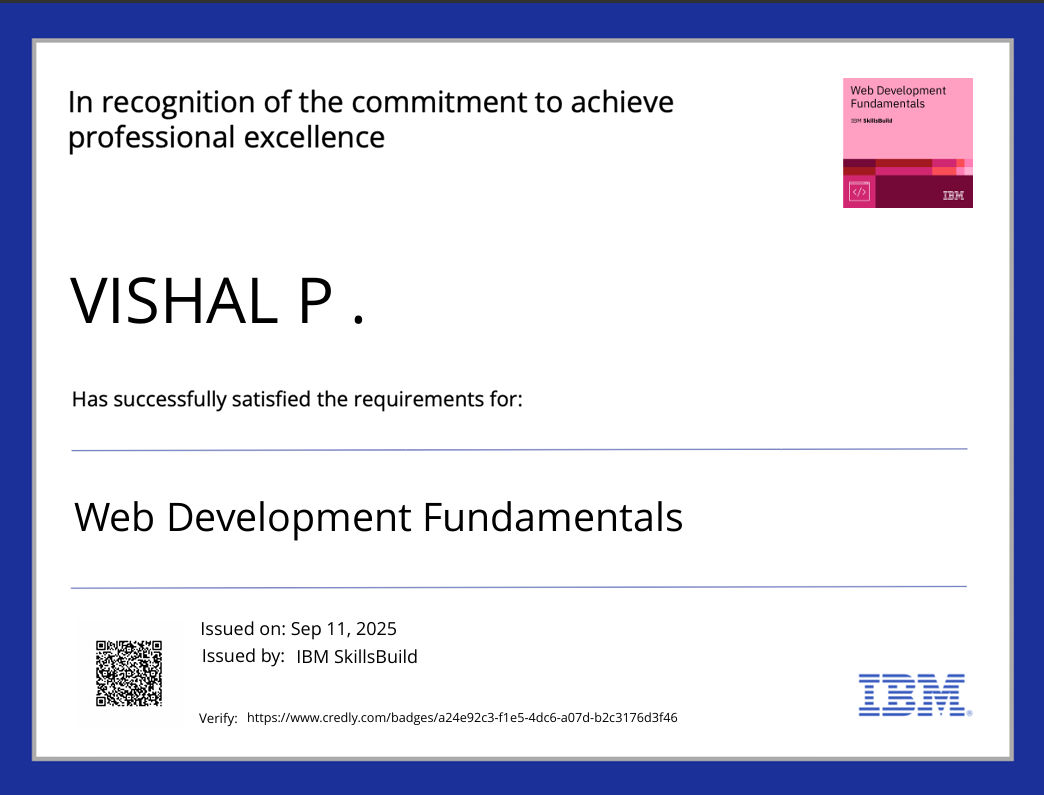 In recognition of the commitment to achieve
professional excellence
Web Development
Fundamentals
IBM SkillsBuild
</>
IBM
VISHAL P .
Has successfully satisfied the requirements for:
Web Development Fundamentals
Issued on: Sep 11, 2025
Issued by: IBM SkillsBuild
Verify: https://www.credly.com/badges/a24e92c3-f1e5-4dc6-a07d-b2c3176d3f46
IBM®